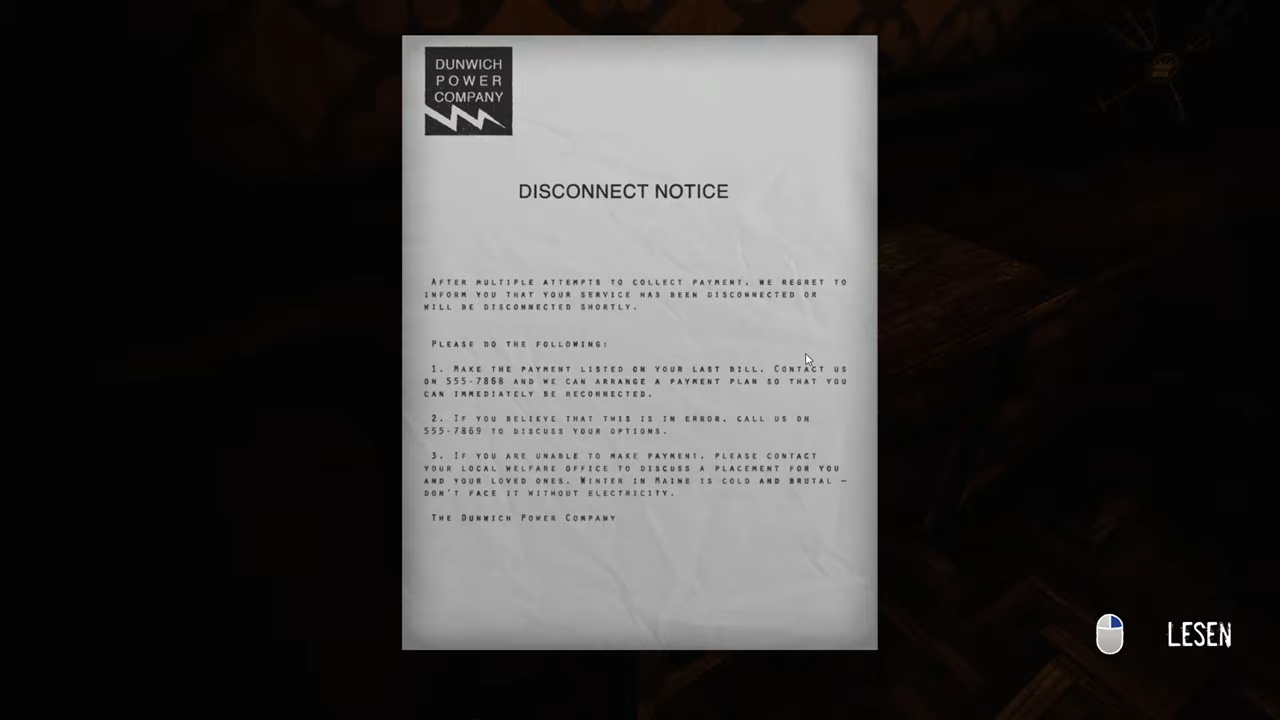 DUNWICH
POWER
COMPANY
DISCONNECT NOTICE
AFTER MULTIPLE ATTEMPTS TO COLLECT PAYMENT, WE REGRET TO
INFORM YOU THAT YOUR SERVICE HAS BEEN DISCONNECTED OR
WILL BE DISCONNECTED SHORTLY.
PLEASE DO THE FOLLOWING:
1. MAKE THE PAYMENT LISTED ON YOUR LAST BILL. CONTACT US
ON 555-7868 AND WE CAN ARRANGE A PAYMENT PLAN SO THAT YOU
CAN IMMEDIATELY BE RECONNECTED.
2. IF YOU BELIEVE THAT THIS IS IN ERROR, CALL US ON
555-7869 TO DISCUSS YOUR OPTIONS.
3. IF YOU ARE UNABLE TO MAKE PAYMENT, PLEASE CONTACT
YOUR LOCAL WELFARE OFFICE TO DISCUSS A PLACEMENT FOR YOU
AND YOUR LOVED ONES. WINTER IN MAINE IS COLD AND BRUTAL –
DON'T FACE IT WITHOUT ELECTRICITY.
THE DUNWICH POWER COMPANY
LESEN